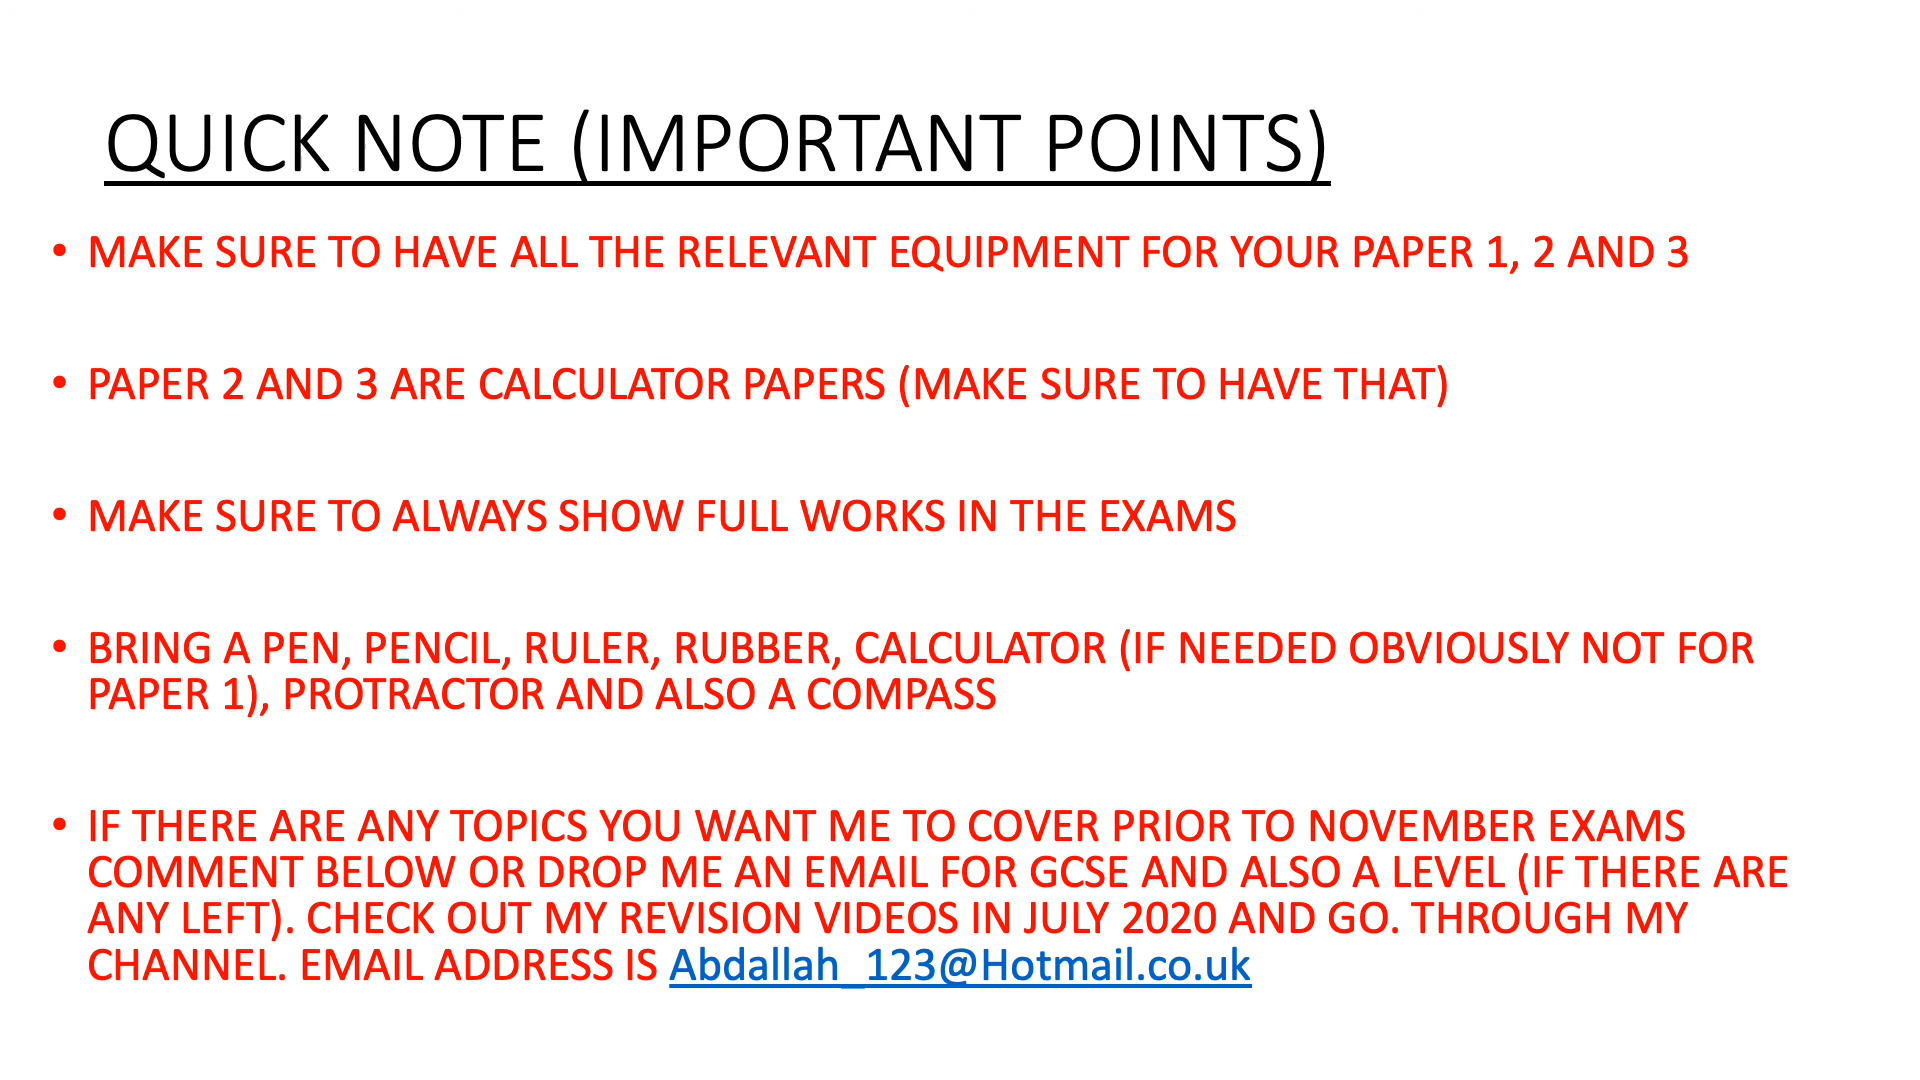 QUICK NOTE (IMPORTANT POINTS)
• MAKE SURE TO HAVE ALL THE RELEVANT EQUIPMENT FOR YOUR PAPER 1, 2 AND 3
• PAPER 2 AND 3 ARE CALCULATOR PAPERS (MAKE SURE TO HAVE THAT)
• MAKE SURE TO ALWAYS SHOW FULL WORKS IN THE EXAMS
• BRING A PEN, PENCIL, RULER, RUBBER, CALCULATOR (IF NEEDED OBVIOUSLY NOT FOR
PAPER 1), PROTRACTOR AND ALSO A COMPASS
• IF THERE ARE ANY TOPICS YOU WANT ME TO COVER PRIOR TO NOVEMBER EXAMS
COMMENT BELOW OR DROP ME AN EMAIL FOR GCSE AND ALSO A LEVEL (IF THERE ARE
ANY LEFT). CHECK OUT MY REVISION VIDEOS IN JULY 2020 AND GO. THROUGH MY
CHANNEL. EMAIL ADDRESS IS Abdallah_123@Hotmail.co.uk